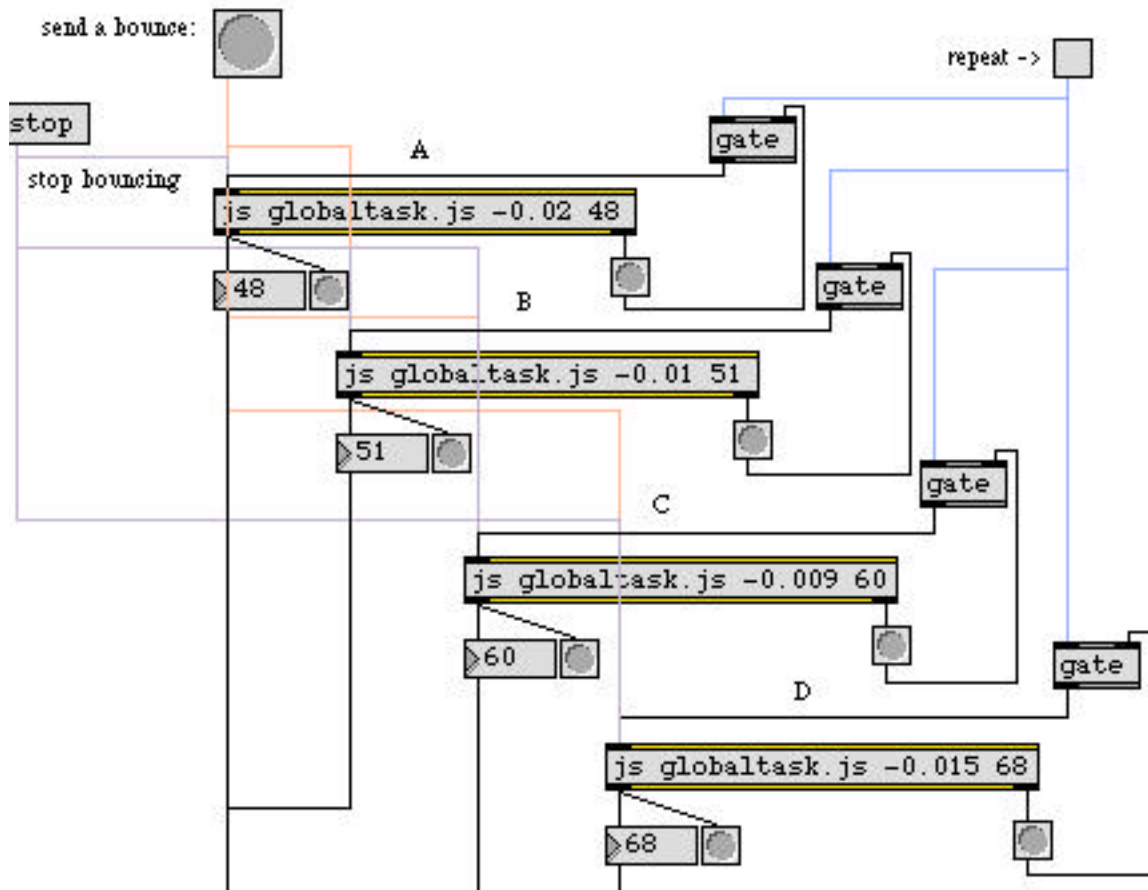 send a bounce:
repeat ->
stop
gate
A
stop bouncing
js globaltask.js -0.02 48
48
gate
B
js globaltask.js -0.01 51
51
gate
C
js globaltask.js -0.009 60
60
gate
D
js globaltask.js -0.015 68
68